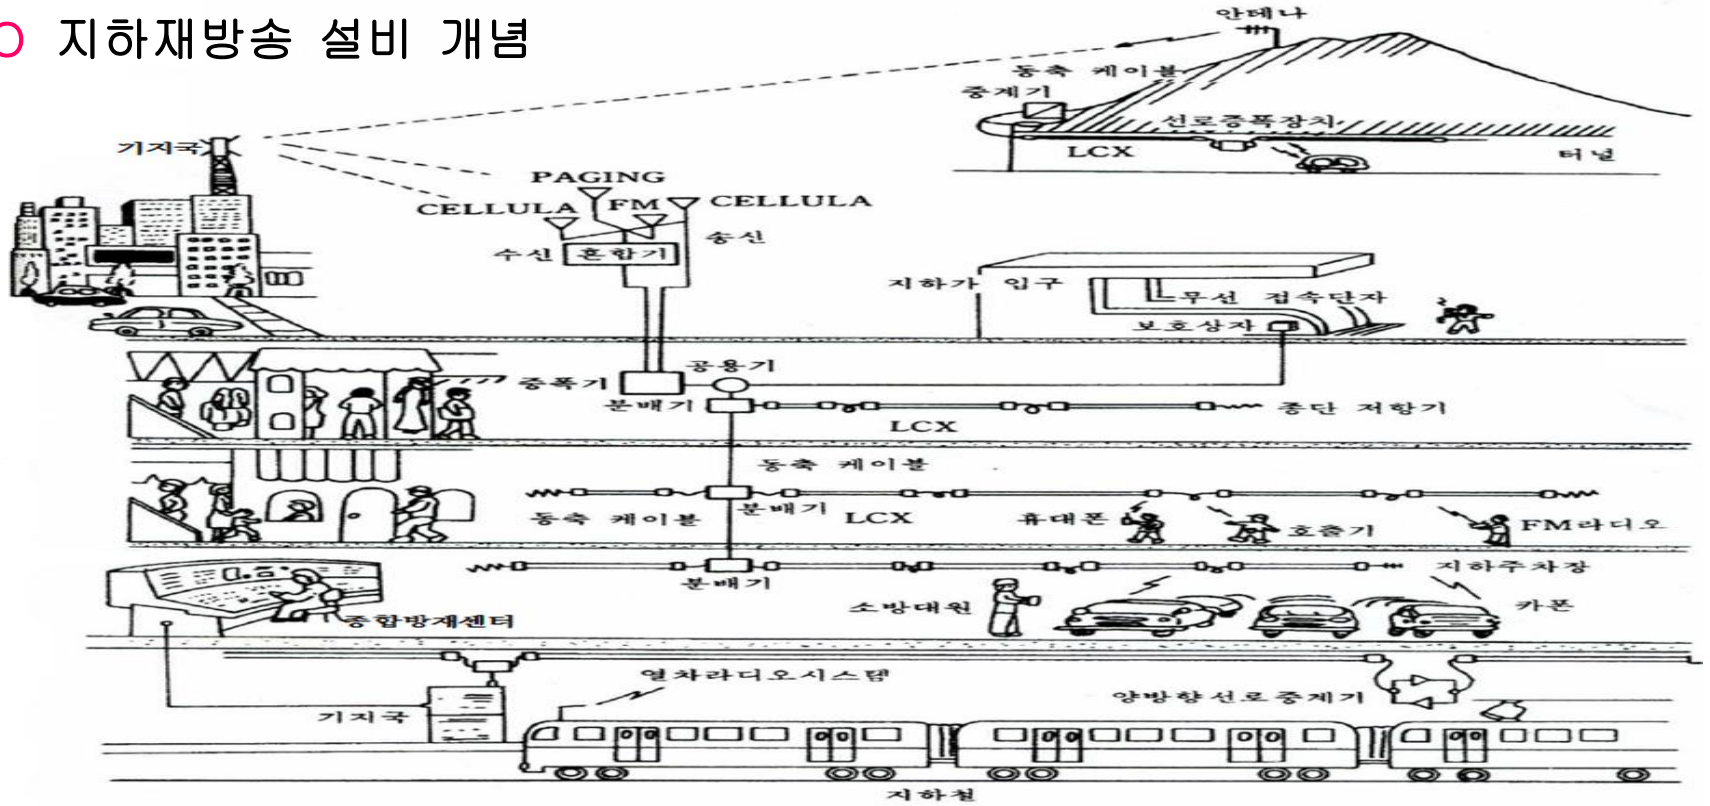 O 지하재방송 설비 개념
안테나
동축 케이블
중계기
선로증폭장치
LCX
터널
기지국
PAGING
CELLULA FM CELLULA
송신
수신 혼합기
지하가 입구
무선 접속단자
보호상자
공용기
증폭기
분배기
종단 저항기
LCX
동축 케이블
분배기
동축 케이블
LCX
휴대폰
호출기
FM라디오
분배기
지하주차장
소방대원
카폰
종합방재센터
열차라디오시스템
양방향선로중계기
기지국
지하철